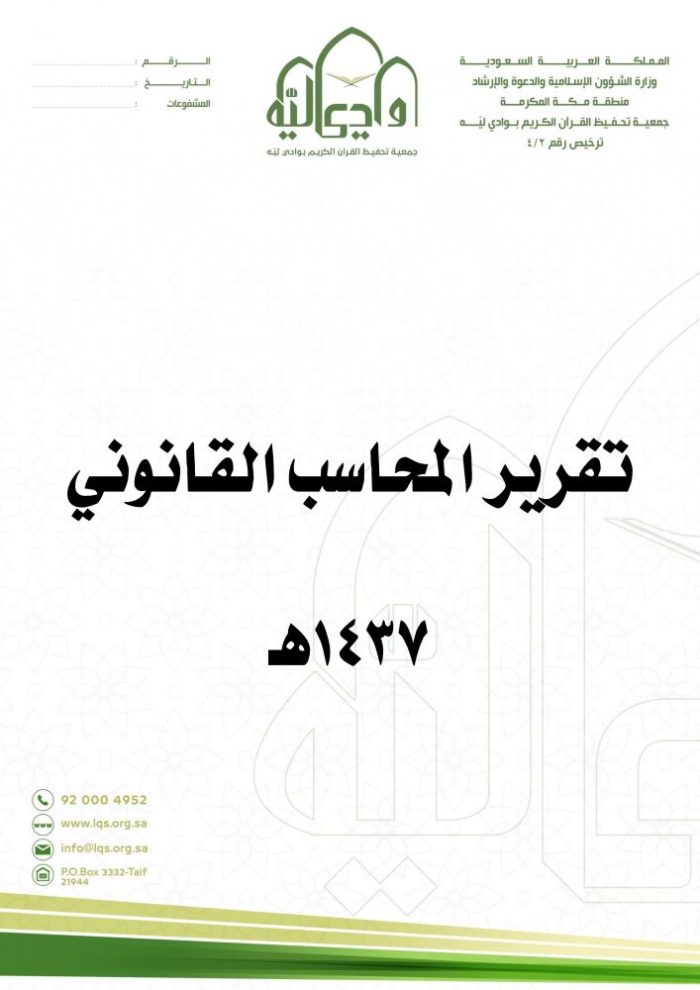 المملكة العربية السعودية
وزارة الشؤون الإسلامية والدعوة والإرشاد
منطقة مكة المكرمة
جمعية تحفيظ القرآن الكريم بوادي ليّه
ترخيص رقم ٤/٢
وادي ليه
جمعية تحفيظ القرآن الكريم بوادي ليّه
الرقم :
التاريخ :
المشفوعات :
تقرير المحاسب القانوني
١٤٣٧هـ
92 000 4952
www.lqs.org.sa
info@lqs.org.sa
P.O.Box 3332-Taif
21944